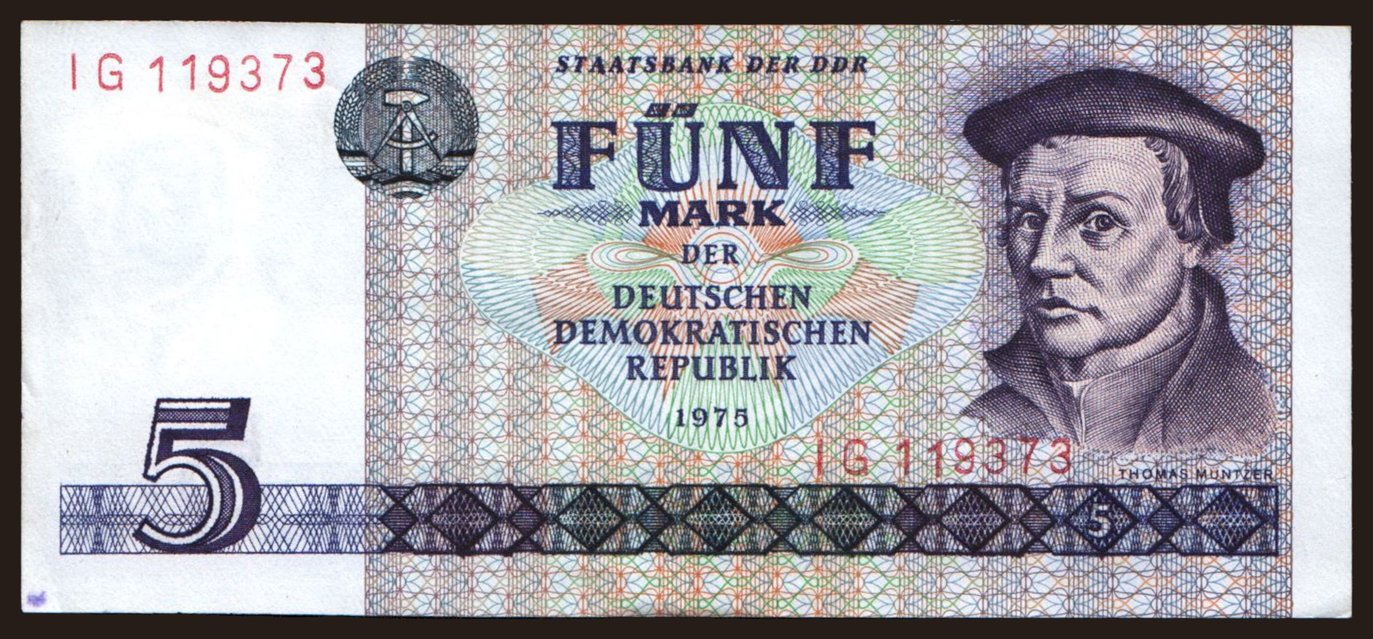 IG 119373
STAATSBANK DER DDR
FÜNF
MARK
DER
DEUTSCHEN
DEMOKRATISCHEN
REPUBLIK
1975
IG 119373
THOMAS MÜNTZER
5
5